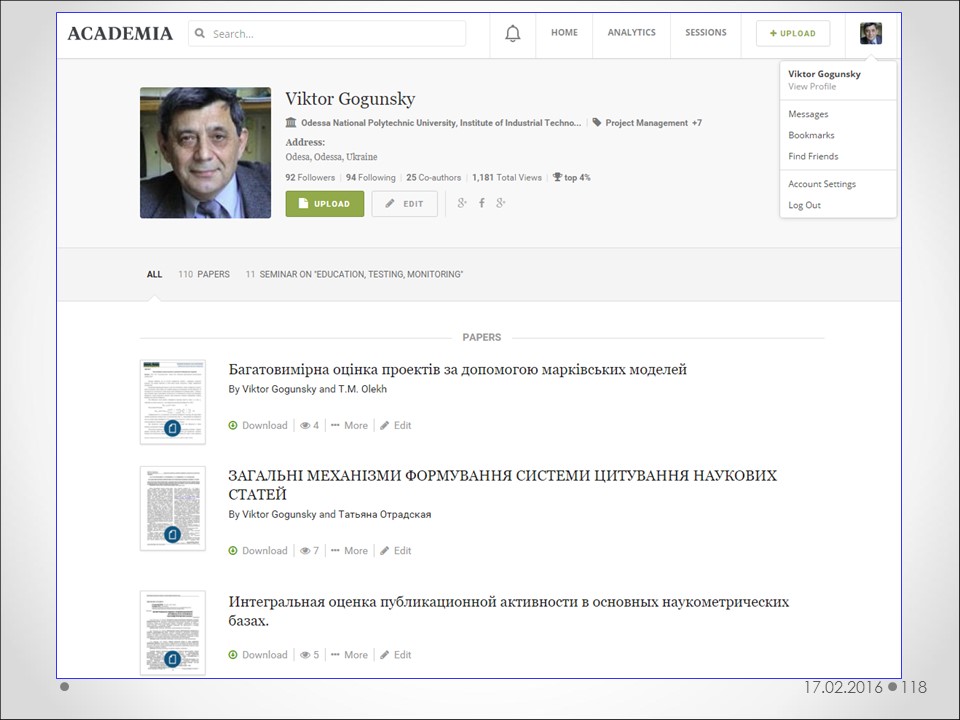 ACADEMIA Search... HOME ANALYTICS SESSIONS + UPLOAD
Viktor Gogunsky
View Profile
Messages
Bookmarks
Find Friends
Account Settings
Log Out
Viktor Gogunsky
Odessa National Polytechnic University, Institute of Industrial Techno... Project Management +7
Address:
Odesa, Odessa, Ukraine
92 Followers 94 Following 25 Co-authors 1,181 Total Views top 4%
UPLOAD EDIT
ALL 110 PAPERS 11 SEMINAR ON "EDUCATION, TESTING, MONITORING"
PAPERS
Багатовимірна оцінка проектів за допомогою марківських моделей
By Viktor Gogunsky and T.M. Olekh
Download 4 More Edit
ЗАГАЛЬНІ МЕХАНІЗМИ ФОРМУВАННЯ СИСТЕМИ ЦИТУВАННЯ НАУКОВИХ
СТАТЕЙ
By Viktor Gogunsky and Татьяна Отрадская
Download 7 More Edit
Интегральная оценка публикационной активности в основных наукометрических
базах.
Download 5 More Edit
17.02.2016 118